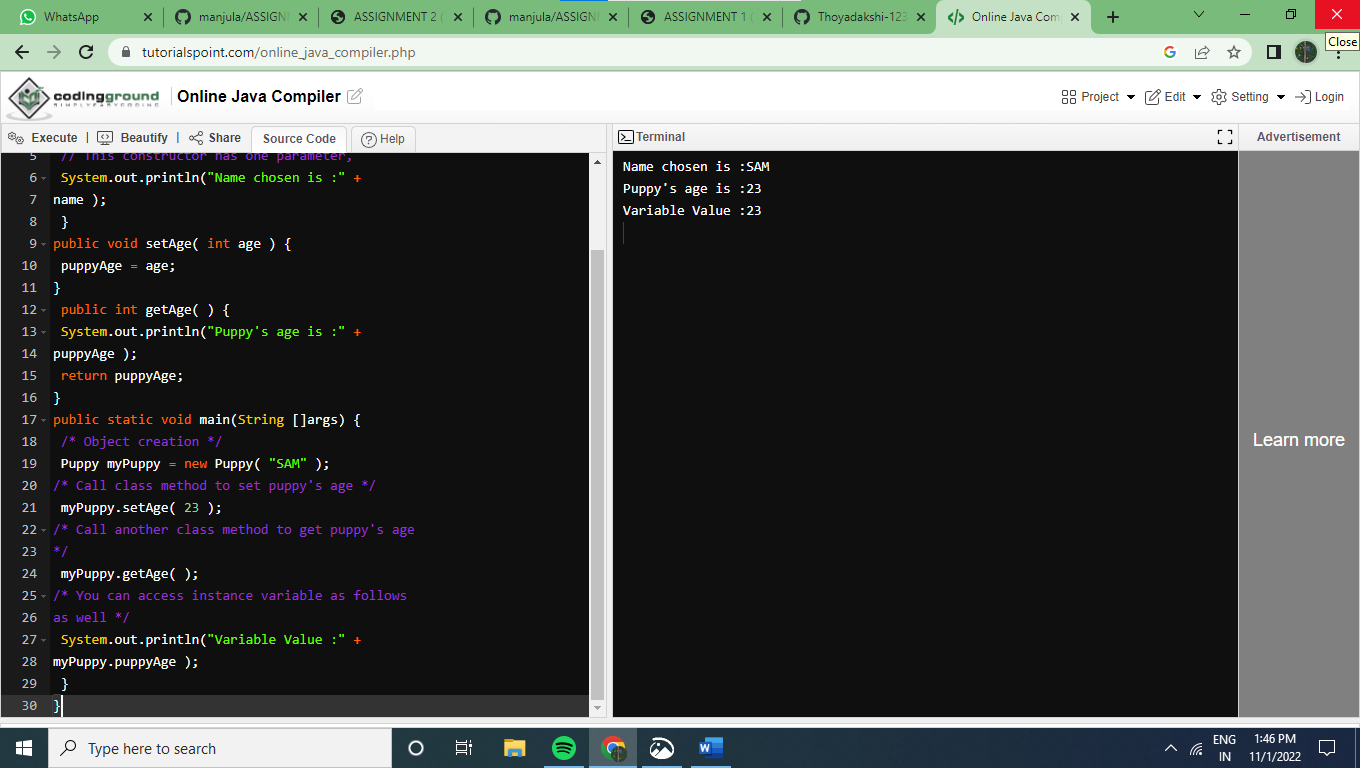 WhatsApp
manjula/ASSIGN
ASSIGNMENT 2 (
manjula/ASSIGN
ASSIGNMENT 1 (
Thoyadakshi-123
Online Java Com
Close
tutorialspoint.com/online_java_compiler.php
codingground
SIMPLYEASYCODING
Online Java Compiler
Project
Edit
Setting
Login
Execute | Beautify | Share
Source Code
Help
Terminal
Advertisement
5 // This constructor has one parameter,
6 System.out.println("Name chosen is :" +
7 name );
8 }
9 public void setAge( int age ) {
10 puppyAge = age;
11 }
12 public int getAge( ) {
13 System.out.println("Puppy's age is :" +
14 puppyAge );
15 return puppyAge;
16 }
17 public static void main(String []args) {
18 /* Object creation */
19 Puppy myPuppy = new Puppy( "SAM" );
20 /* Call class method to set puppy's age */
21 myPuppy.setAge( 23 );
22 /* Call another class method to get puppy's age
23 */
24 myPuppy.getAge( );
25 /* You can access instance variable as follows
26 as well */
27 System.out.println("Variable Value :" +
28 myPuppy.puppyAge );
29 }
30 }
Name chosen is :SAM
Puppy's age is :23
Variable Value :23
Learn more
Type here to search
ENG
IN
1:46 PM
11/1/2022